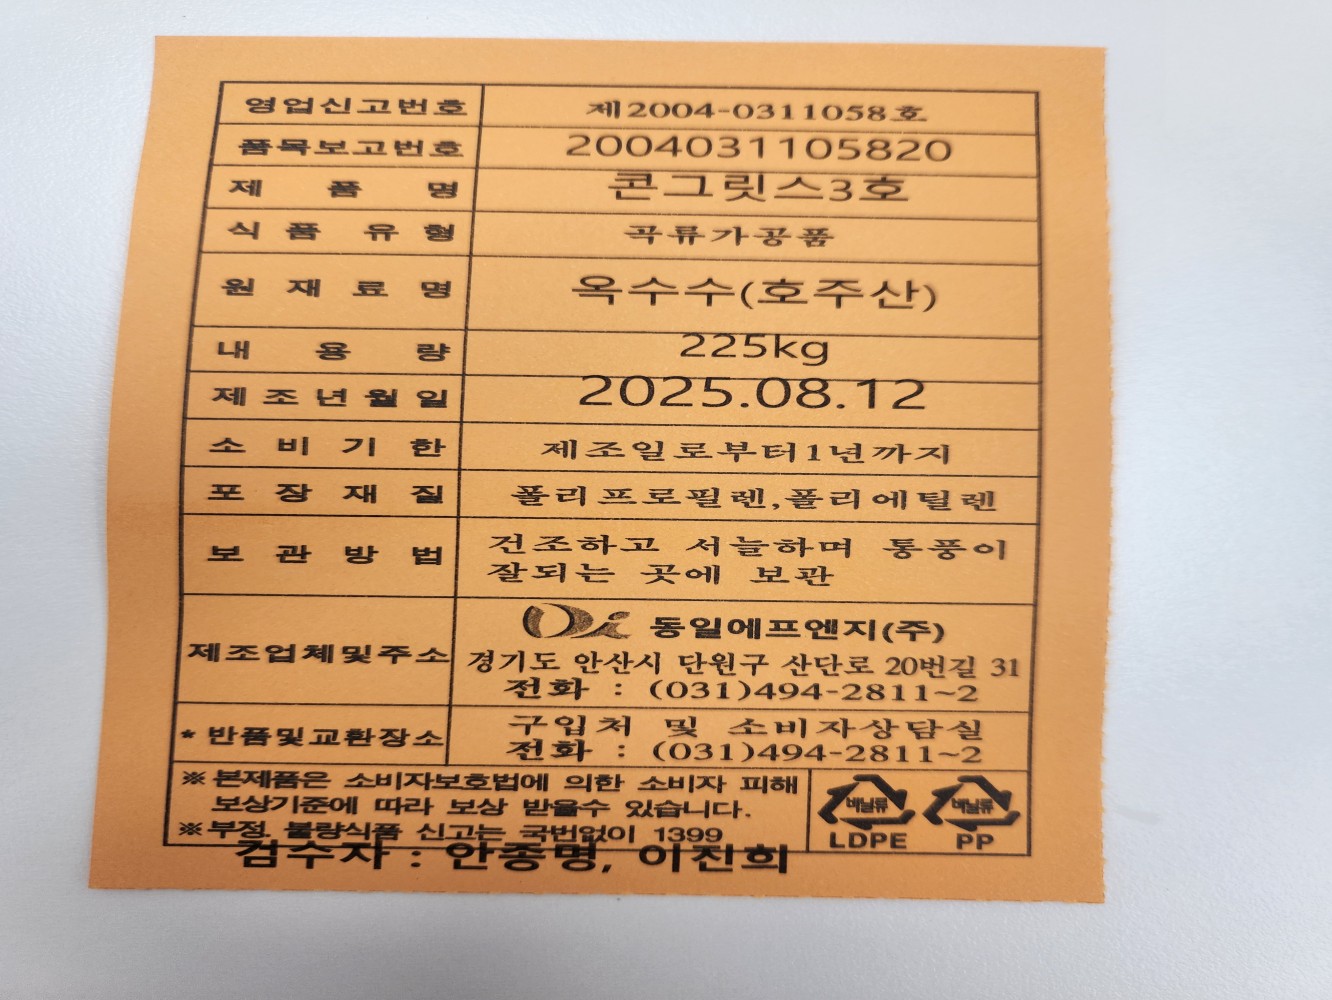 영업신고번호 제2004-0311058호
품목보고번호 2004031105820
제품명 콘그릿스3호
식품유형 곡류가공품
원재료명 옥수수(호주산)
내용량 225kg
제조년월일 2025.08.12
소비기한 제조일로부터1년까지
포장재질 폴리프로필렌,폴리에틸렌
보관방법 건조하고 서늘하며 통풍이
잘되는 곳에 보관
제조업체및주소 동일에프엔지(주)
경기도 안산시 단원구 산단로 20번길 31
전화 : (031)494-2811~2
* 반품및교환장소 구입처 및 소비자상담실
전화 : (031)494-2811~2
※ 본제품은 소비자보호법에 의한 소비자 피해
보상기준에 따라 보상 받을수 있습니다.
※ 부정, 불량식품 신고는 국번없이 1399
비닐류 비닐류
LDPE PP
검수자 : 안종명, 이진희